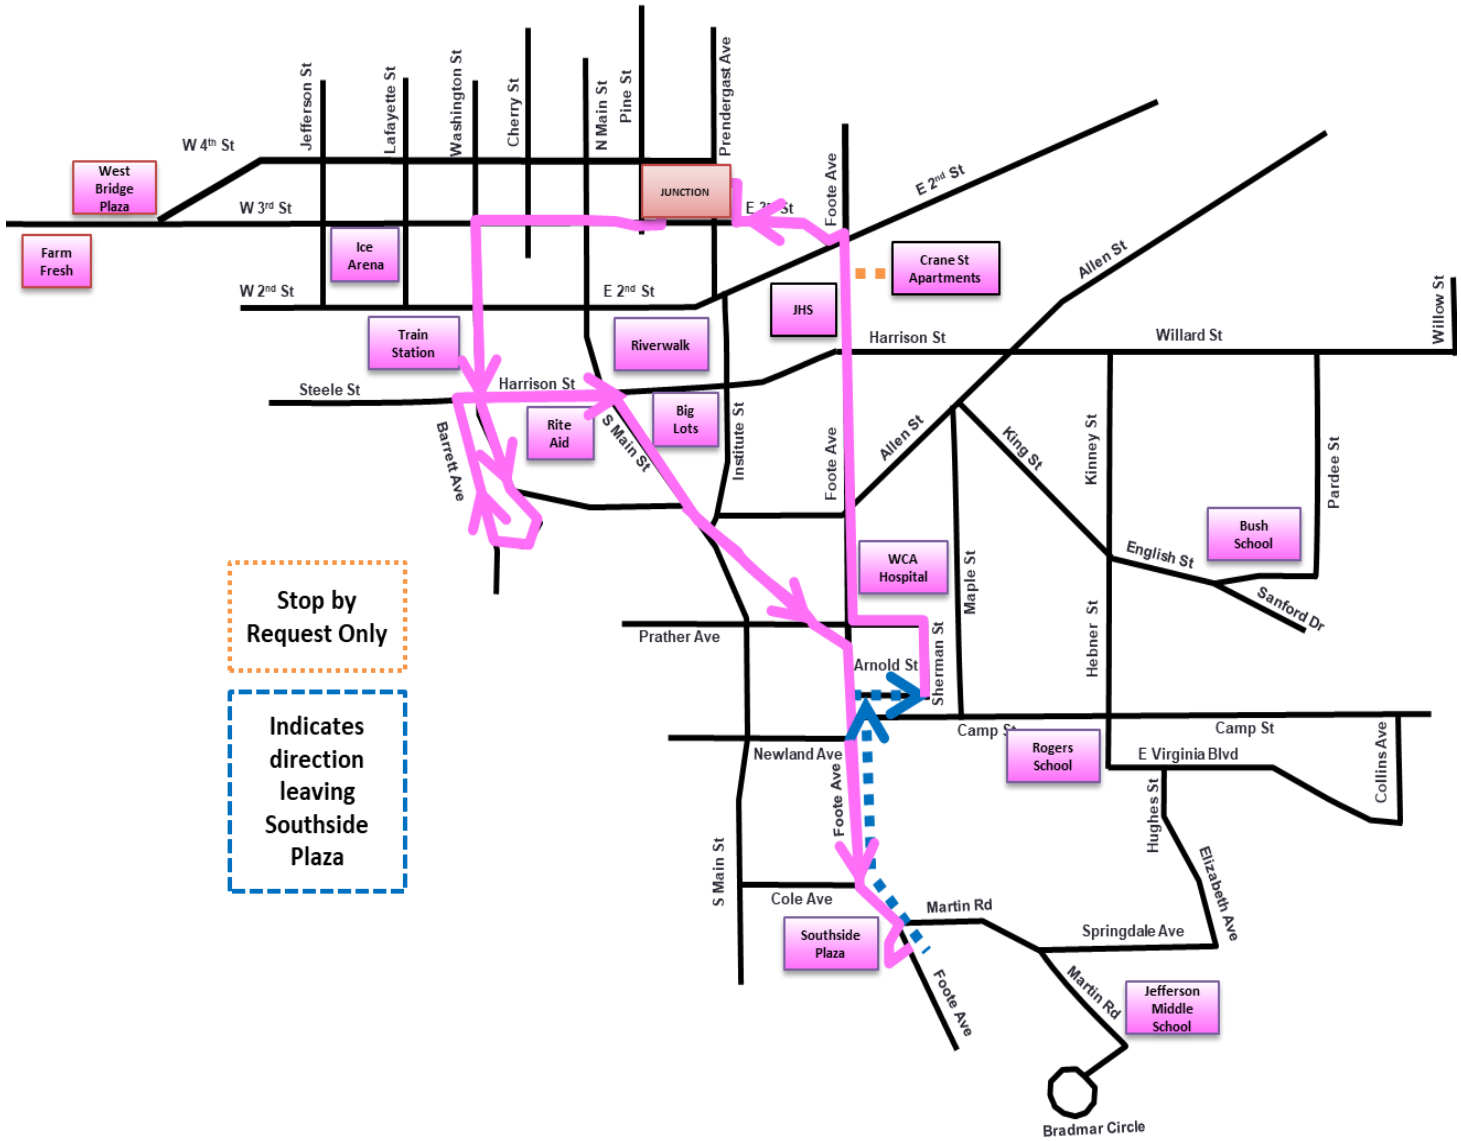 Jefferson St
Lafayette St
Washington St
Cherry St
N Main St
Pine St
Prendergast Ave
Foote Ave
W 4th St
E 2nd St
West
Bridge
Plaza
JUNCTION
W 3rd St
Farm
Fresh
Ice
Arena
Crane St
Apartments
Allen St
W 2nd St
E 2nd St
JHS
Train
Station
Riverwalk
Harrison St
Willard St
Willow St
Steele St
Harrison St
Rite
Aid
Big
Lots
Barrett Ave
S Main St
Institute St
Foote Ave
Allen St
King St
Kinney St
Pardee St
Bush
School
WCA
Hospital
Maple St
English St
Sanford Dr
Stop by
Request Only
Prather Ave
Arnold St
Sherman St
Hebner St
Indicates
direction
leaving
Southside
Plaza
Newland Ave
Camp St
Camp St
Rogers
School
E Virginia Blvd
Collins Ave
Foote Ave
Hughes St
Elizabeth Ave
S Main St
Cole Ave
Martin Rd
Southside
Plaza
Springdale Ave
Foote Ave
Martin Rd
Jefferson
Middle
School
Bradmar Circle